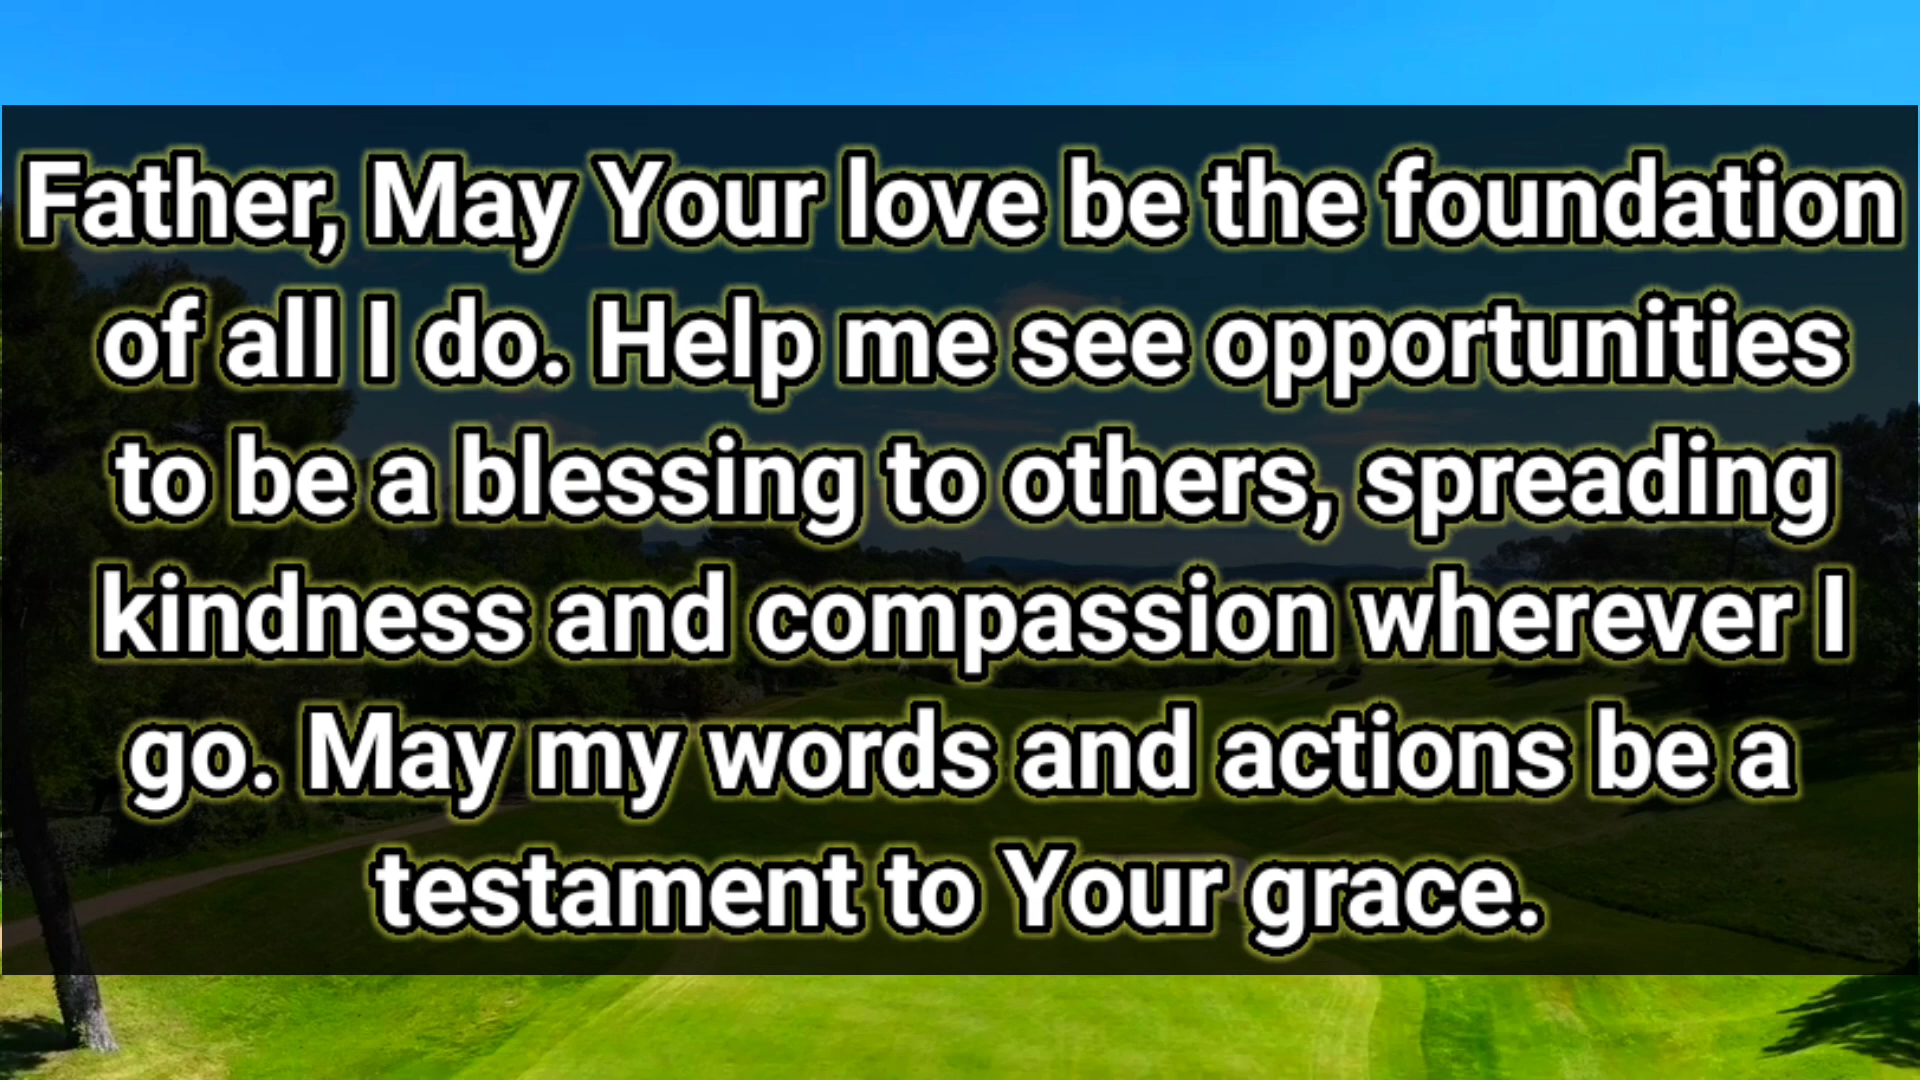 Father, May Your love be the foundation
of all I do. Help me see opportunities
to be a blessing to others, spreading
kindness and compassion wherever I
go. May my words and actions be a
testament to Your grace.